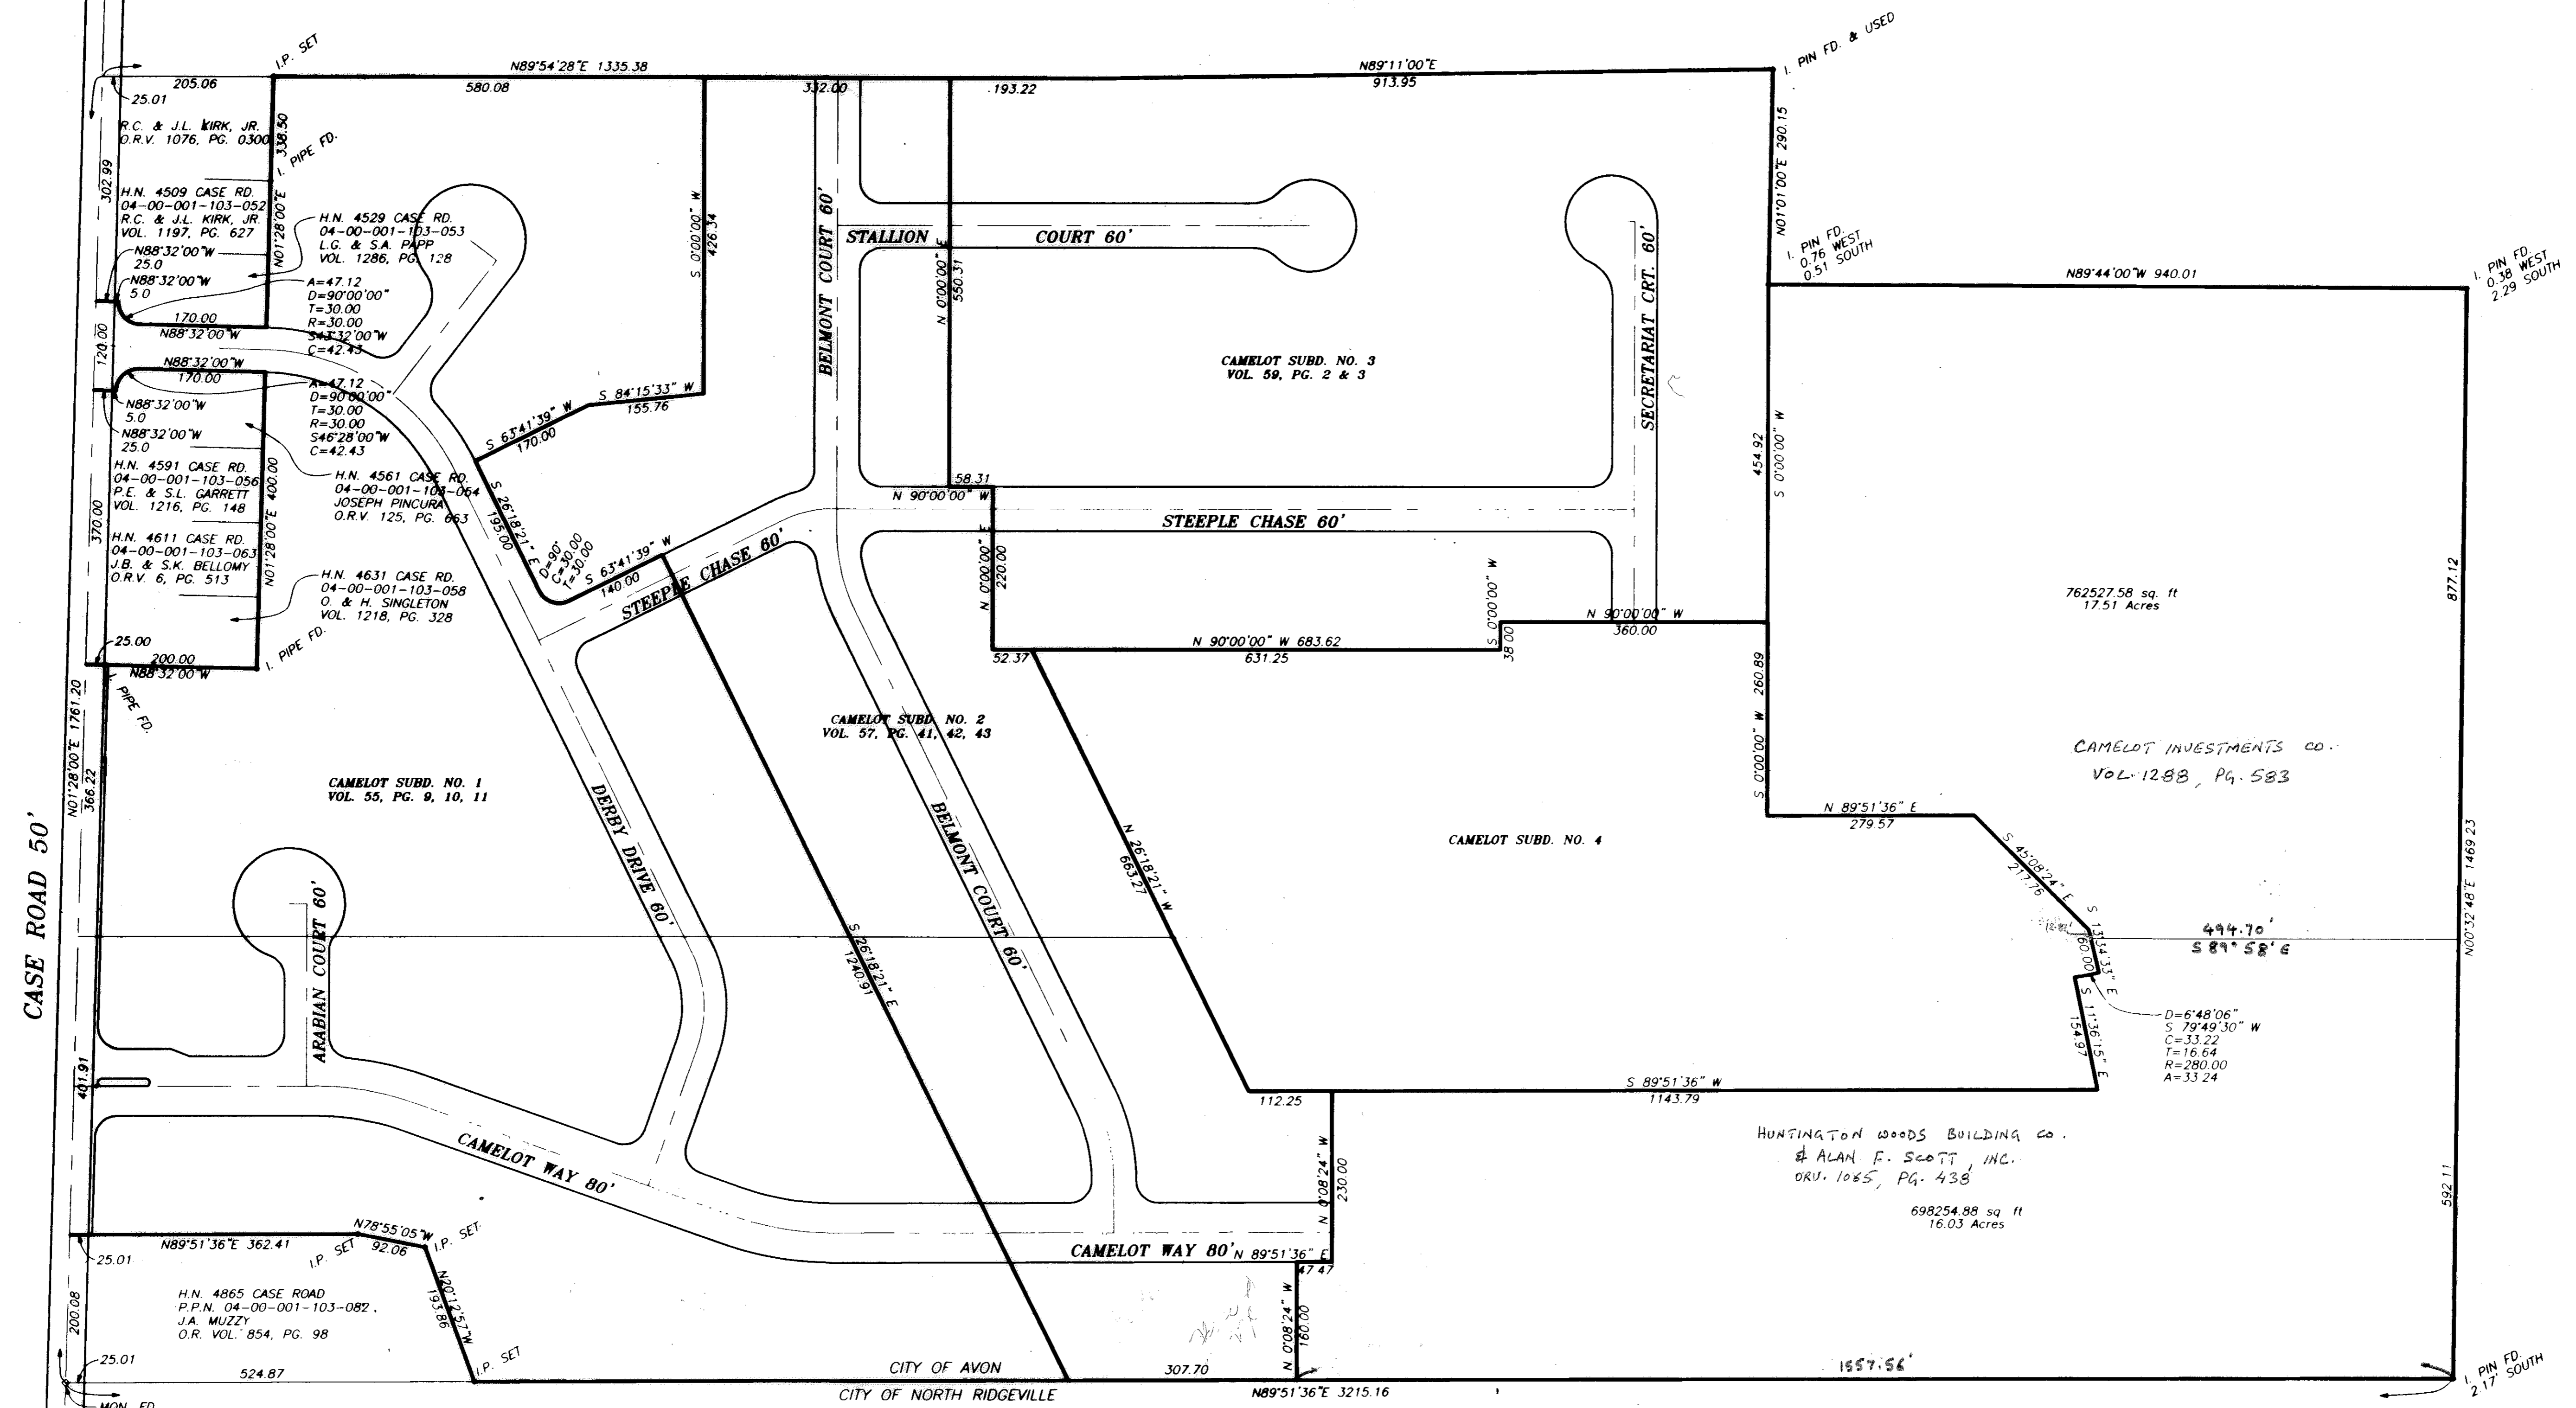 I.P. SET
205.06
25.01
N89°54'28"E 1335.38
580.08
332.00
193.22
N89°11'00"E
913.95
I. PIN FD. & USED
R.C. & J.L. KIRK, JR.
O.R.V. 1076, PG. 0300
338.50
I. PIPE FD.
N01°28'00"E
302.99
H.N. 4509 CASE RD.
04-00-001-103-052
R.C. & J.L. KIRK, JR.
VOL. 1197, PG. 627
N88°32'00"W
25.0
N88°32'00"W
5.0
H.N. 4529 CASE RD.
04-00-001-103-053
L.G. & S.A. PAPP
VOL. 1286, PG. 128
A=47.12
D=90°00'00"
T=30.00
R=30.00
S43°32'00"W
C=42.43
170.00
N88°32'00"W
120.00
N88°32'00"W
170.00
A=47.12
D=90°00'00"
T=30.00
R=30.00
S46°28'00"W
C=42.43
N88°32'00"W
5.0
N88°32'00"W
25.0
H.N. 4591 CASE RD.
04-00-001-103-056
P.E. & S.L. GARRETT
VOL. 1216, PG. 148
H.N. 4561 CASE RD.
04-00-001-103-054
JOSEPH PINCURA
O.R.V. 125, PG. 663
370.00
N01°28'00"E 400.00
H.N. 4611 CASE RD.
04-00-001-103-063
J.B. & S.K. BELLOMY
O.R.V. 6, PG. 513
H.N. 4631 CASE RD.
04-00-001-103-058
O. & H. SINGLETON
VOL. 1218, PG. 328
25.00
200.00
N88°32'00"W
I. PIPE FD.
PIPE FD.
S 0°00'00" W
426.34
S 84°15'33" W
155.76
S 63°41'39" W
170.00
S 26°18'21" E
195.00
D=90°
C=30.00
T=30.00
S 63°41'39" W
140.00
STEEPLE CHASE 60'
BELMONT COURT 60'
STALLION COURT 60'
N 0°00'00" E
550.31
58.31
N 90°00'00" W
CAMELOT SUBD. NO. 3
VOL. 59, PG. 2 & 3
SECRETARIAT CRT. 60'
STEEPLE CHASE 60'
N 0°00'00" E
220.00
N01°01'00"E 290.15
I. PIN FD.
0.76 WEST
0.51 SOUTH
N89°44'00"W 940.01
I. PIN FD.
0.38 WEST
2.29 SOUTH
454.92
S 0°00'00" W
S 0°00'00" W
38.00
N 90°00'00" W
360.00
N 90°00'00" W 683.62
52.37
631.25
762527.58 sq. ft
17.51 Acres
877.12
S 0°00'00" W 260.89
CAMELOT INVESTMENTS CO.
VOL. 1288, PG. 583
N01°28'00"E 1761.20
366.22
CAMELOT SUBD. NO. 1
VOL. 55, PG. 9, 10, 11
CAMELOT SUBD. NO. 2
VOL. 57, PG. 41, 42, 43
DERBY DRIVE 60'
BELMONT COURT 60'
N 26°18'21" W
663.27
CAMELOT SUBD. NO. 4
N 89°51'36" E
279.57
S 45°08'24" E
217.76
12.82'
S 13°34'33" E
60.00
494.70'
S 89°58' E
N00°32'48"E 1469.23
S 11°36'15" E
154.97
D=6°48'06"
S 79°49'30" W
C=33.22
T=16.64
R=280.00
A=33.24
CASE ROAD 50'
ARABIAN COURT 60'
S 26°18'21" E
1240.91
401.91
CAMELOT WAY 80'
S 89°51'36" W
112.25
1143.79
N 0°08'24" W
230.00
HUNTINGTON WOODS BUILDING CO.
& ALAN F. SCOTT, INC.
ORV. 1065, PG. 438
698254.88 sq ft
16.03 Acres
592.11
N89°51'36"E 362.41
N78°55'05"W
92.06
I.P. SET
I.P. SET
25.01
N20°12'57"W
193.86
H.N. 4865 CASE ROAD
P.P.N. 04-00-001-103-082
J.A. MUZZY
O.R. VOL. 854, PG. 98
200.08
25.01
524.87
I.P. SET
CAMELOT WAY 80'
N 89°51'36" E
47.47
N 0°08'24" W
160.00
CITY OF AVON
CITY OF NORTH RIDGEVILLE
307.70
N89°51'36"E 3215.16
1557.56'
I. PIN FD.
2.17' SOUTH
MON. FD.